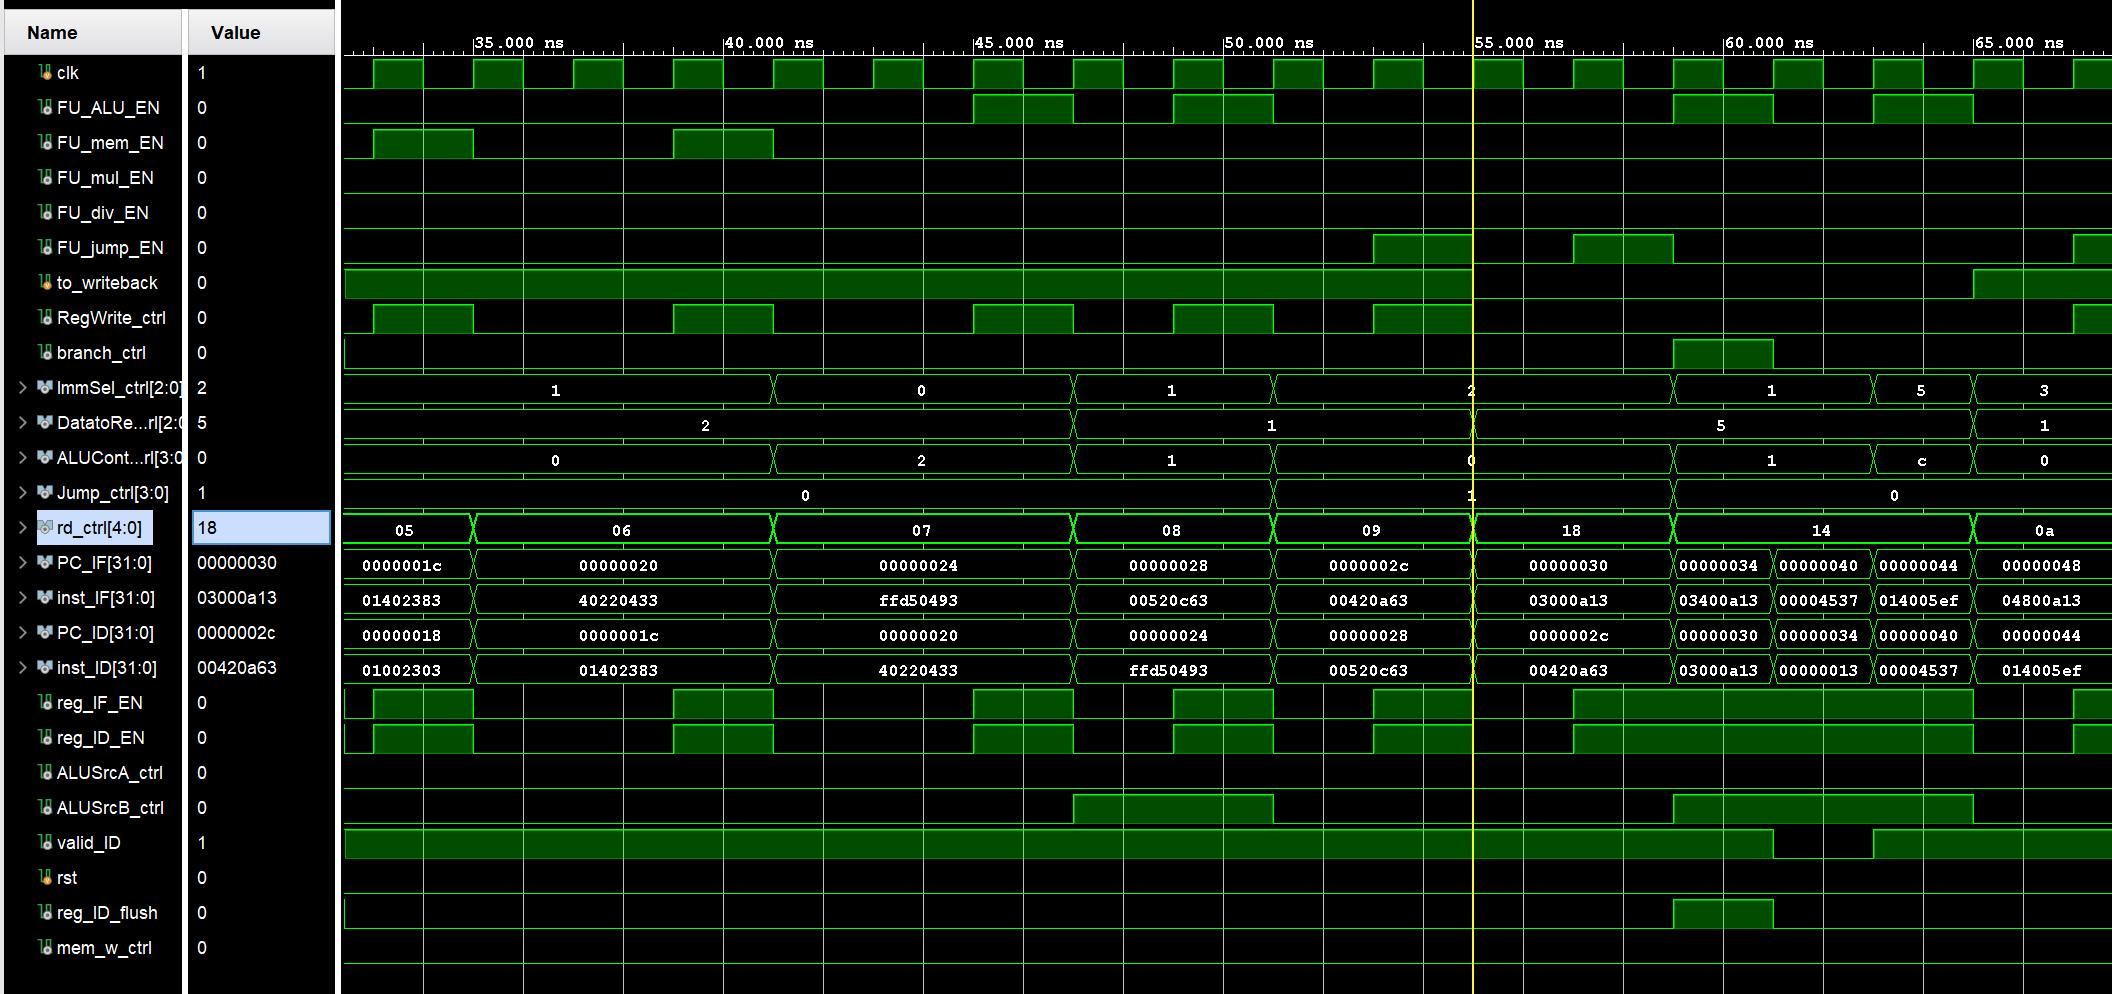 Name Value
35.000 ns 40.000 ns 45.000 ns 50.000 ns 55.000 ns 60.000 ns 65.000 ns
clk 1
FU_ALU_EN 0
FU_mem_EN 0
FU_mul_EN 0
FU_div_EN 0
FU_jump_EN 0
to_writeback 0
RegWrite_ctrl 0
branch_ctrl 0
ImmSel_ctrl[2:0] 2 1 0 1 2 1 5 3
DatatoRe...rl[2:0 5 2 1 5 1
ALUCont...rl[3:0 0 0 2 1 0 1 c 0
Jump_ctrl[3:0] 1 0 1 0
rd_ctrl[4:0] 18 05 06 07 08 09 18 14 0a
PC_IF[31:0] 00000030 0000001c 00000020 00000024 00000028 0000002c 00000030 00000034 00000040 00000044 00000048
inst_IF[31:0] 03000a13 01402383 40220433 ffd50493 00520c63 00420a63 03000a13 03400a13 00004537 014005ef 04800a13
PC_ID[31:0] 0000002c 00000018 0000001c 00000020 00000024 00000028 0000002c 00000030 00000034 00000040 00000044
inst_ID[31:0] 00420a63 01002303 01402383 40220433 ffd50493 00520c63 00420a63 03000a13 00000013 00004537 014005ef
reg_IF_EN 0
reg_ID_EN 0
ALUSrcA_ctrl 0
ALUSrcB_ctrl 0
valid_ID 1
rst 0
reg_ID_flush 0
mem_w_ctrl 0